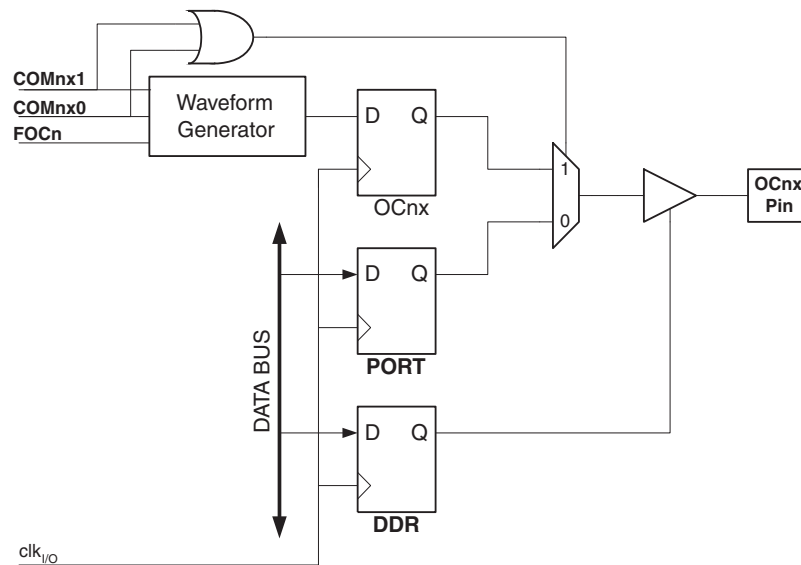 COMnx1
COMnx0
FOCn
Waveform
Generator
D Q
OCnx
1
0
OCnx
Pin
D Q
PORT
D Q
DDR
DATA BUS
clkI/O